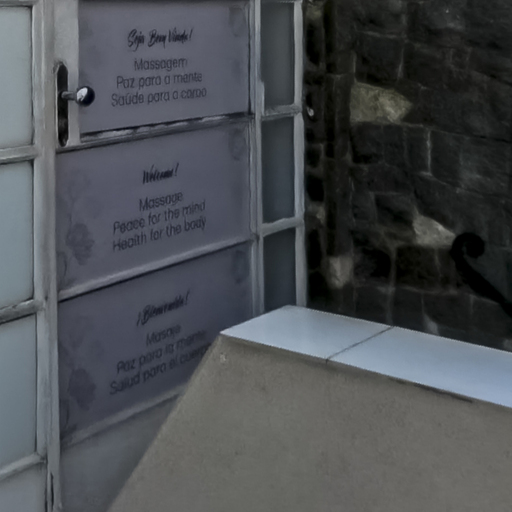 Seja Bem Vindo!
Massagem
Paz para a mente
Saúde para o corpo
Welcome!
Massage
Peace for the mind
Health for the body
¡Bienvenido!
Masaje
Paz para la mente
Salud para el cuerpo